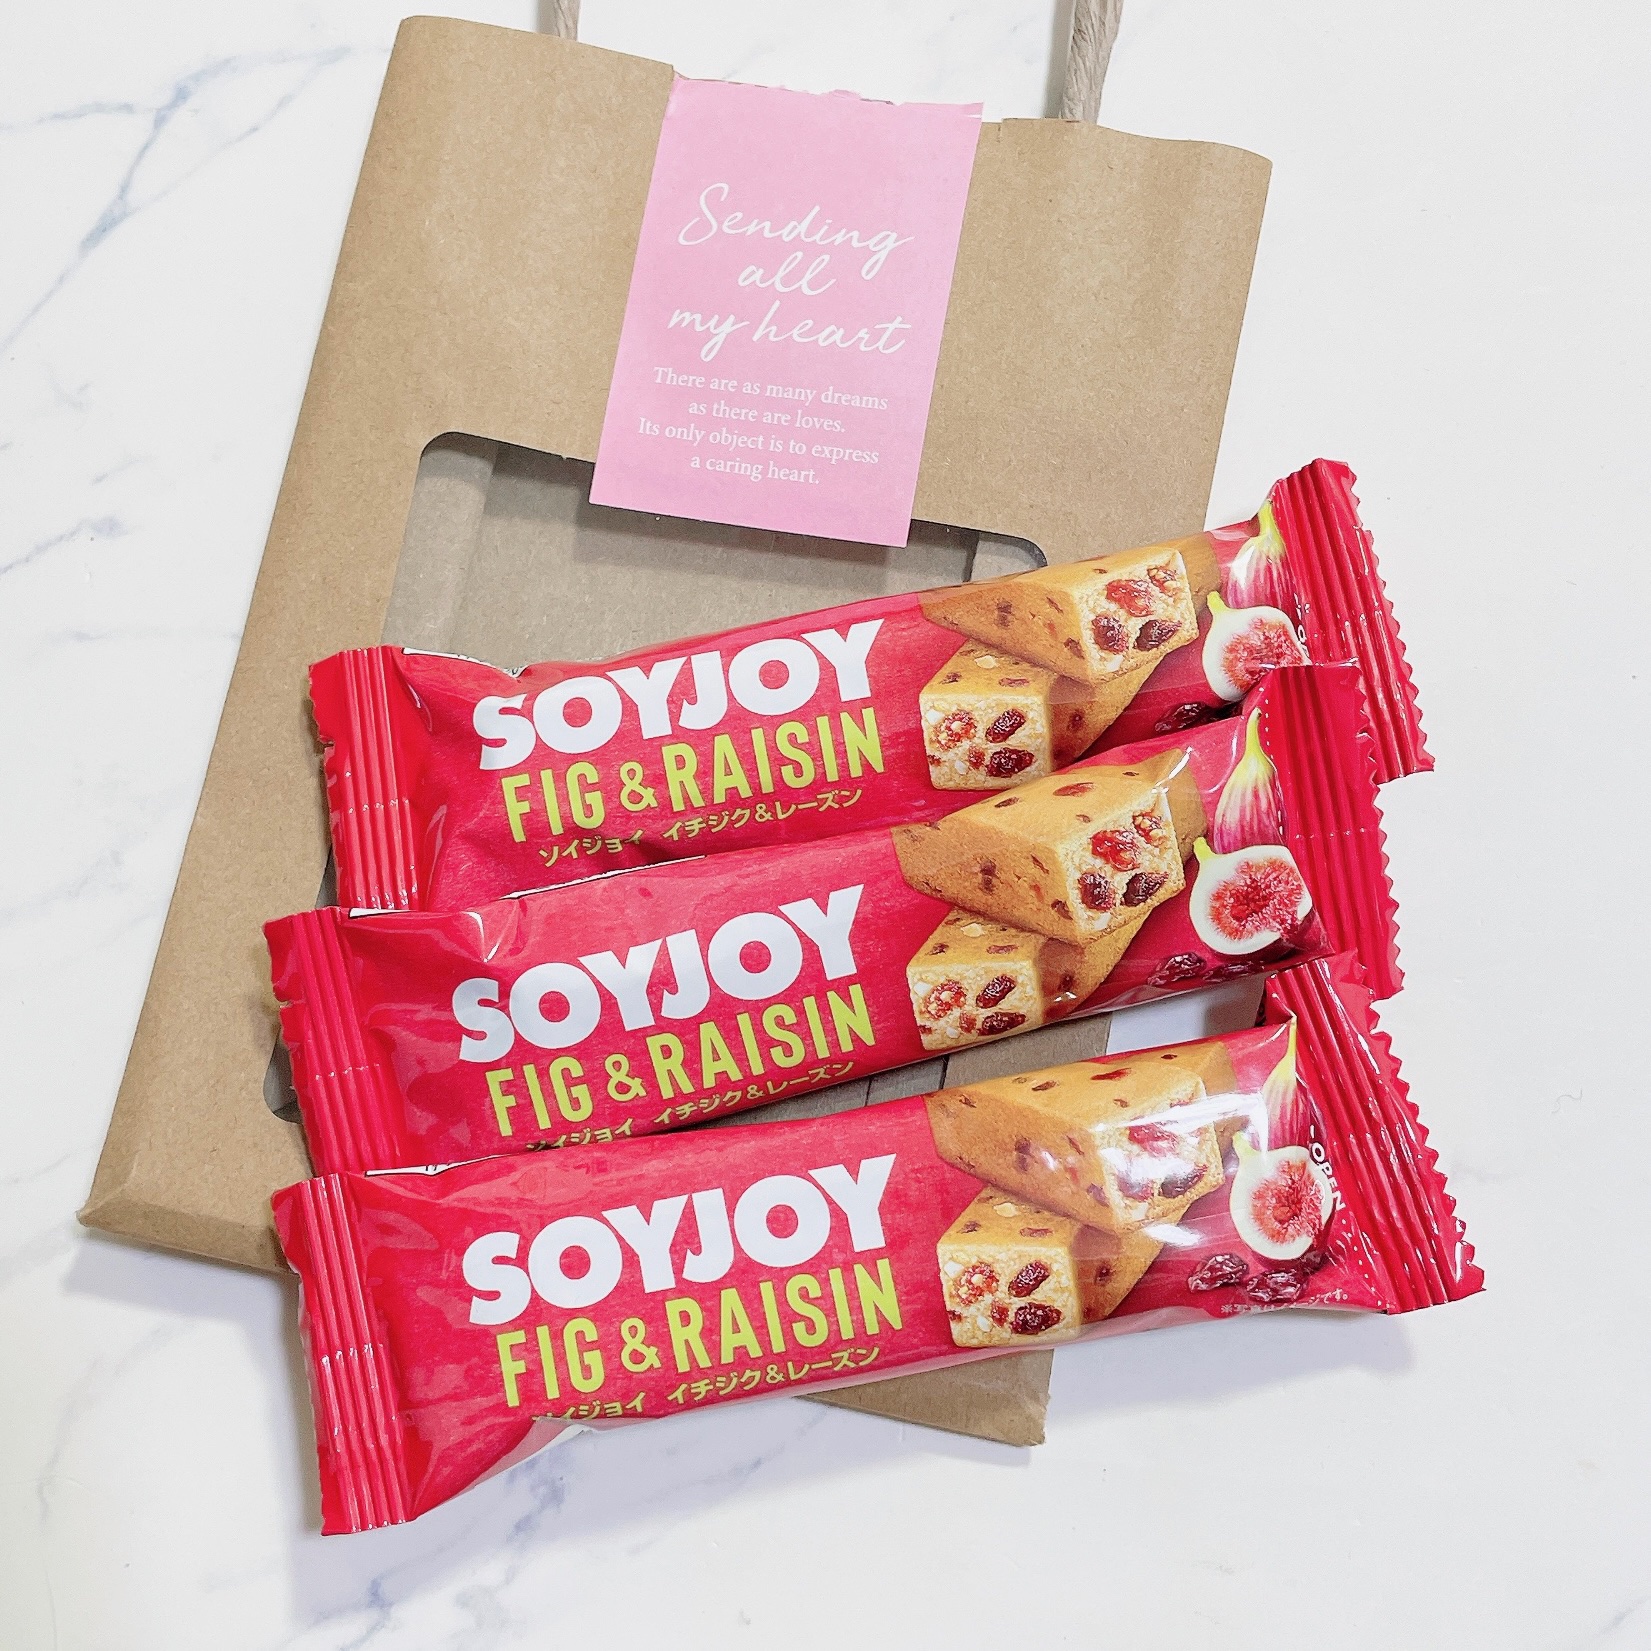 Sending
all
my heart
There are as many dreams
as there are loves.
Its only object is to express
a caring heart.
SOYJOY
FIG & RAISIN
ソイジョイ イチジク&レーズン
SOYJOY
FIG & RAISIN
ソイジョイ イチジク&レーズン
SOYJOY
FIG & RAISIN
ソイジョイ イチジク&レーズン
OPEN